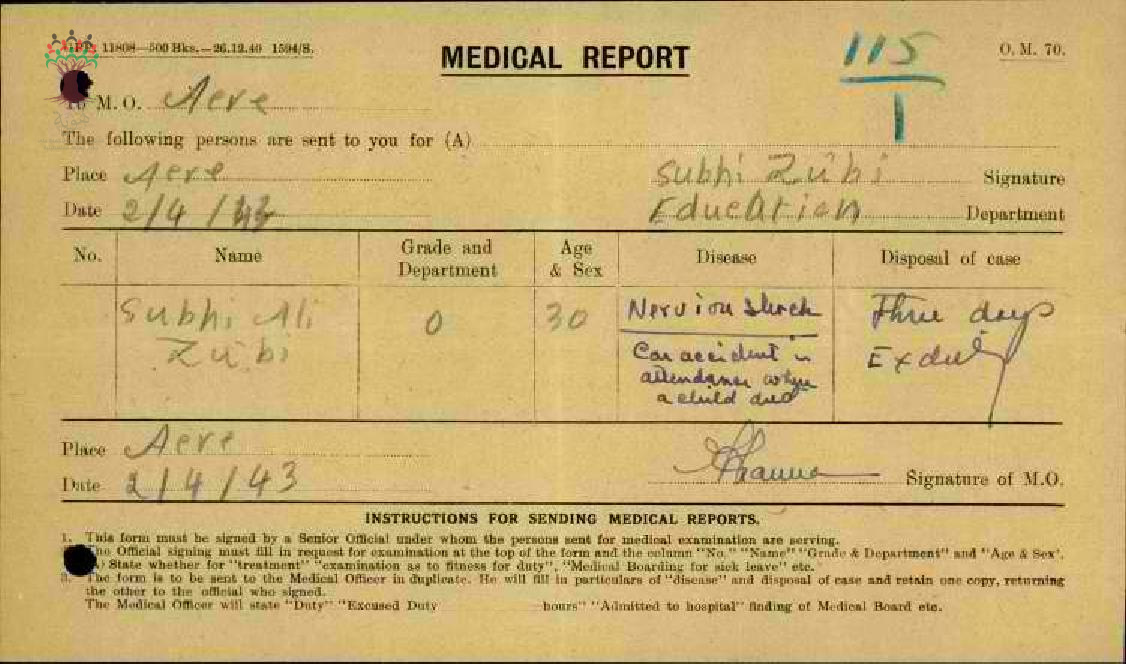 G.P.P. 11808—500 Bks.—26.12.40 1594/S.
MEDICAL REPORT
115
1
O. M. 70.
To M. O. Acre
The following persons are sent to you for (A)
Place Acre
Subhi Zubi Signature
Date 2/4/43
Education Department
No. Name Grade and Department Age & Sex Disease Disposal of case
Subhi Ali Zubi 0 30
Nervious shock
Car accident in
attendance when
a child died
Three days
Ex duty
Place Acre
Date 2/4/43
Signature of M.O.
INSTRUCTIONS FOR SENDING MEDICAL REPORTS.
1. This form must be signed by a Senior Official under whom the persons sent for medical examination are serving.
The Official signing must fill in request for examination at the top of the form and the column "No." "Name" "Grade & Department" and "Age & Sex".
State whether for "treatment" "examination as to fitness for duty", "Medical Boarding for sick leave" etc.
3. The form is to be sent to the Medical Officer in duplicate. He will fill in particulars of "disease" and disposal of case and retain one copy, returning
the other to the official who signed.
The Medical Officer will state "Duty" "Excused Duty hours" "Admitted to hospital" finding of Medical Board etc.